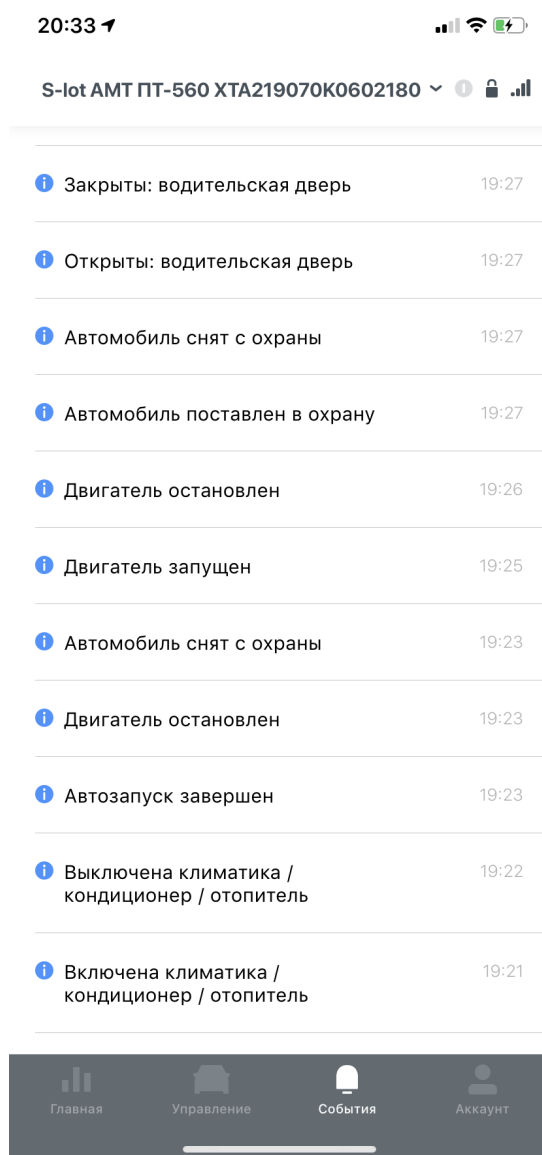 20:33
S-lot АМТ ПТ-560 XTA219070K0602180
Закрыты: водительская дверь 19:27
Открыты: водительская дверь 19:27
Автомобиль снят с охраны 19:27
Автомобиль поставлен в охрану 19:27
Двигатель остановлен 19:26
Двигатель запущен 19:25
Автомобиль снят с охраны 19:23
Двигатель остановлен 19:23
Автозапуск завершен 19:23
Выключена климатика / 19:22
кондиционер / отопитель
Включена климатика / 19:21
кондиционер / отопитель
Главная Управление События Аккаунт